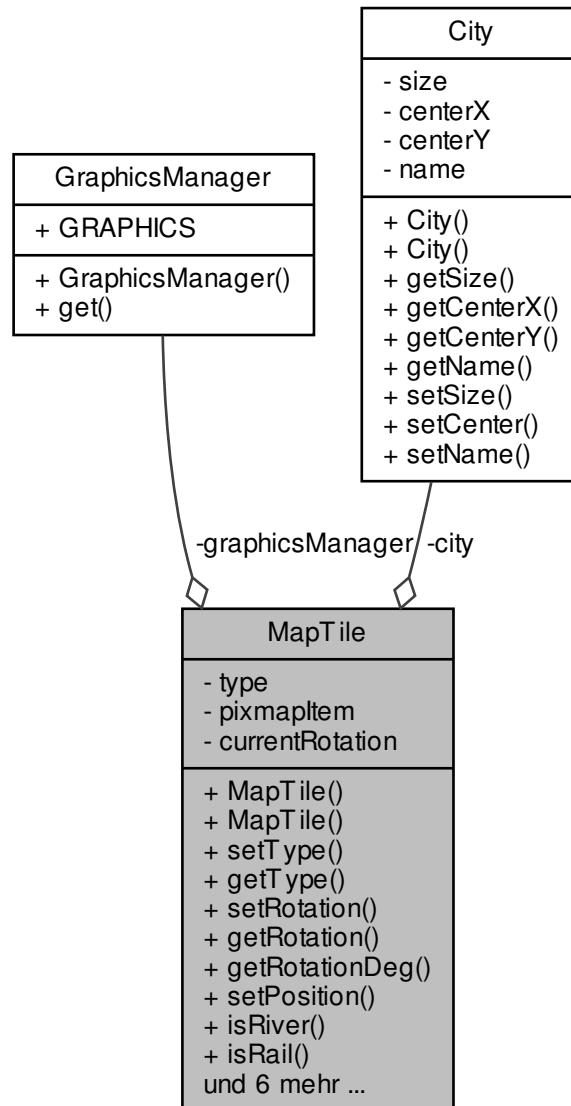 City
- size
- centerX
- centerY
- name
+ City()
+ City()
+ getSize()
+ getCenterX()
+ getCenterY()
+ getName()
+ setSize()
+ setCenter()
+ setName()
GraphicsManager
+ GRAPHICS
+ GraphicsManager()
+ get()
-graphicsManager
-city
MapTile
- type
- pixmapItem
- currentRotation
+ MapTile()
+ MapTile()
+ setType()
+ getType()
+ setRotation()
+ getRotation()
+ getRotationDeg()
+ setPosition()
+ isRiver()
+ isRail()
und 6 mehr ...